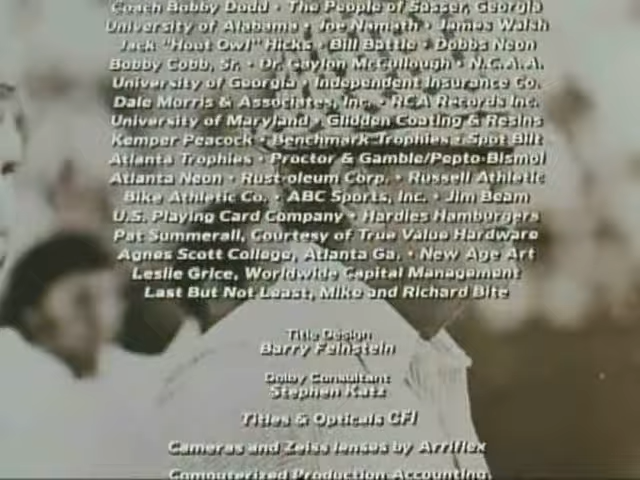 Coach Bobby Dodd • The People of Sasser, Georgia
University of Alabama • Joe Namath • James Walsh
Jack "Hoot Owl" Hicks • Bill Battle • Dobbs Neon
Bobby Cobb, Sr. • Dr. Gaylon McCullough • N.C.A.A.
University of Georgia • Independent Insurance Co.
Dale Morris & Associates, Inc. • RCA Records Inc.
University of Maryland • Glidden Coating & Resins
Kemper Peacock • Benchmark Trophies • Spot Bilt
Atlanta Trophies • Proctor & Gamble/Pepto-Bismol
Atlanta Neon • Rust-oleum Corp. • Russell Athletic
Bike Athletic Co. • ABC Sports, Inc. • Jim Beam
U.S. Playing Card Company • Hardies Hamburgers
Pat Summerall, Courtesy of True Value Hardware
Agnes Scott College, Atlanta Ga. • New Age Art
Leslie Grice, Worldwide Capital Management
Last But Not Least, Mike and Richard Bite
Title Design
Barry Feinstein
Dolby Consultant
Stephen Katz
Titles & Opticals CFI
Cameras and Zeiss lenses by Arriflex
Computerized Production Accounting